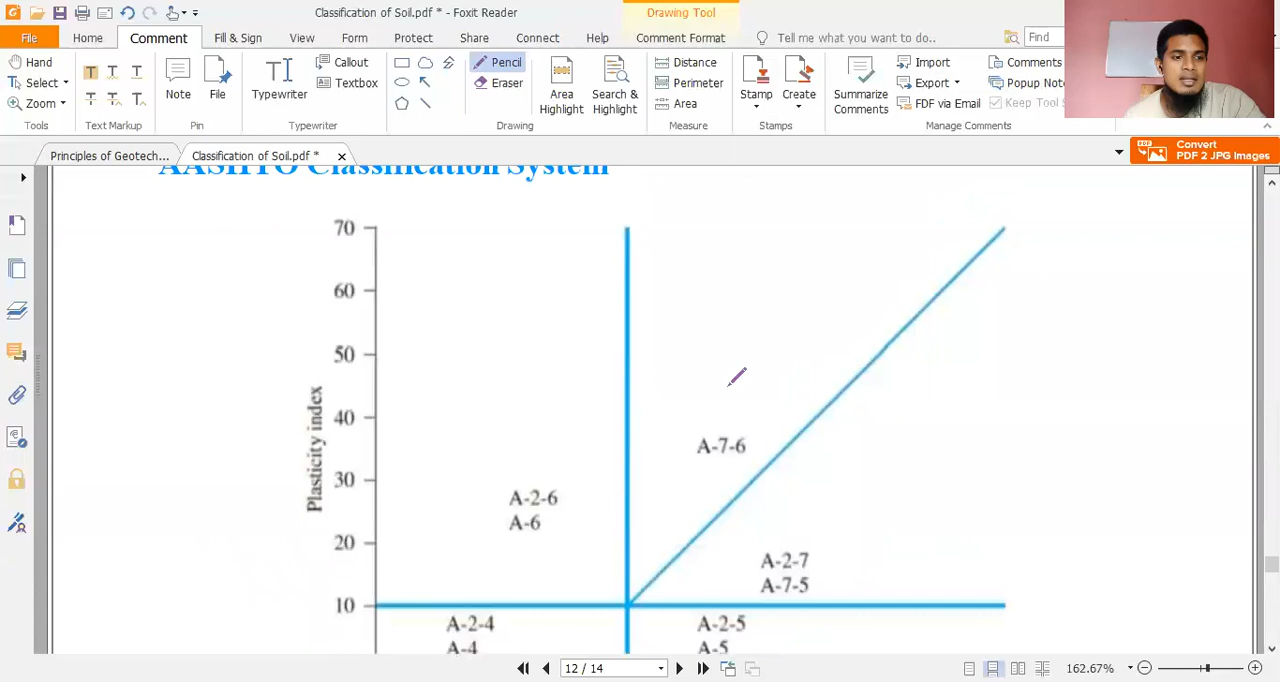 Classification of Soil.pdf * - Foxit Reader
Drawing Tool
File
Home
Comment
Fill & Sign
View
Form
Protect
Share
Connect
Help
Comment Format
Tell me what you want to do..
Find
Hand
Select
Zoom
Tools
T T T
T T T
Text Markup
Note
File
Pin
Typewriter
Callout
Textbox
Typewriter
Pencil
Eraser
Area
Highlight
Search &
Highlight
Drawing
Distance
Perimeter
Area
Measure
Stamp
Create
Stamps
Summarize
Comments
Import
Export
FDF via Email
Comments
Popup Note
Keep Tool
Manage Comments
Principles of Geotech...
Classification of Soil.pdf *
Convert
PDF 2 JPG Images
AASHTO Classification System
70
60
50
40
30
20
10
Plasticity index
A-7-6
A-2-6
A-6
A-2-7
A-7-5
A-2-4
A-4
A-2-5
A-5
12 / 14
162.67%